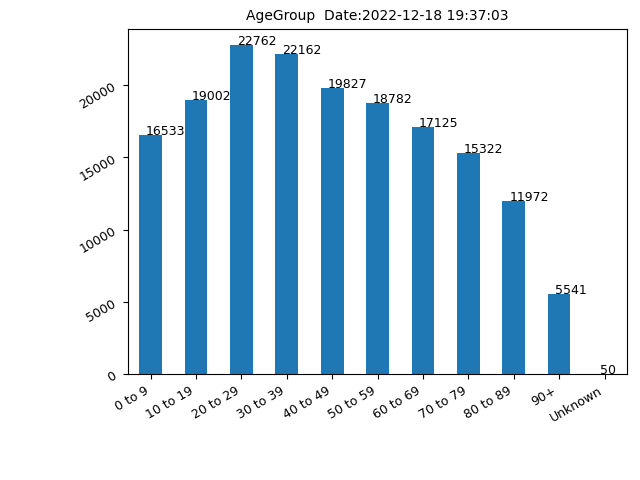 AgeGroup  Date:2022-12-18 19:37:03
22762
22162
19827
19002
18782
17125
16533
15322
11972
5541
50
20000
15000
10000
5000
0
0 to 9
10 to 19
20 to 29
30 to 39
40 to 49
50 to 59
60 to 69
70 to 79
80 to 89
90+
Unknown